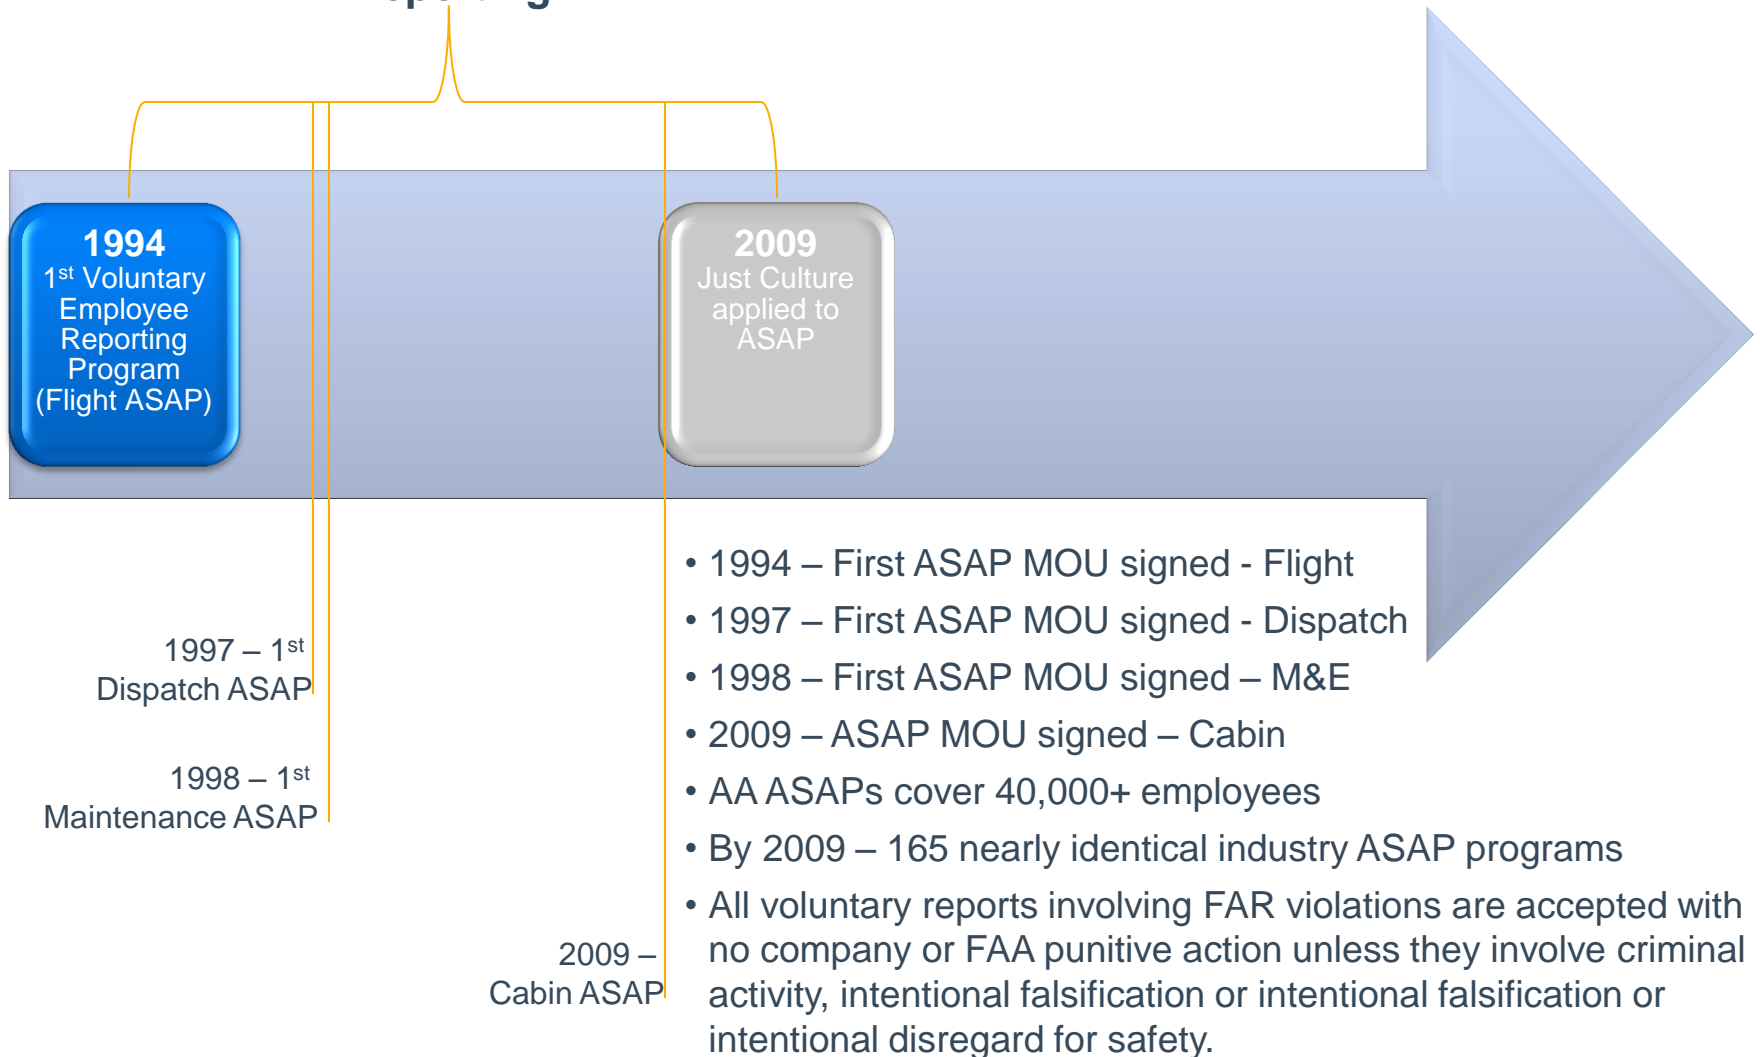 1994
1st Voluntary
Employee
Reporting
Program
(Flight ASAP)
2009
Just Culture
applied to
ASAP
1997 – 1st
Dispatch ASAP
1998 – 1st
Maintenance ASAP
2009 –
Cabin ASAP
• 1994 – First ASAP MOU signed - Flight
• 1997 – First ASAP MOU signed - Dispatch
• 1998 – First ASAP MOU signed – M&E
• 2009 – ASAP MOU signed – Cabin
• AA ASAPs cover 40,000+ employees
• By 2009 – 165 nearly identical industry ASAP programs
• All voluntary reports involving FAR violations are accepted with
no company or FAA punitive action unless they involve criminal
activity, intentional falsification or intentional falsification or
intentional disregard for safety.